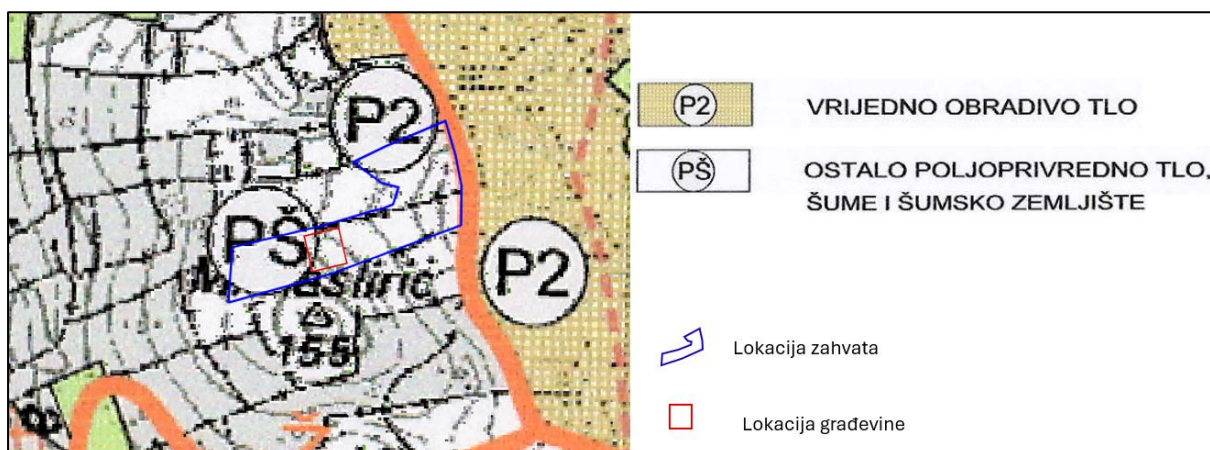 P2
PŠ
P2
155
P2 VRIJEDNO OBRADIVO TLO
PŠ OSTALO POLJOPRIVREDNO TLO,
ŠUME I ŠUMSKO ZEMLJIŠTE
Lokacija zahvata
Lokacija građevine